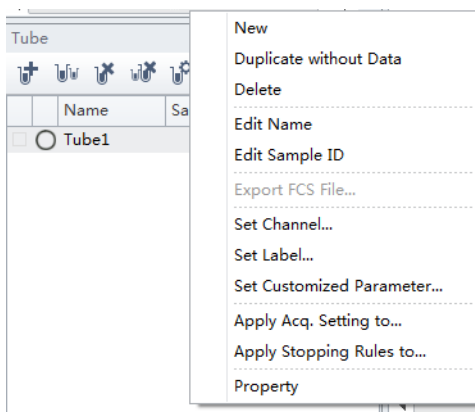 Tube
Name
Sa
Tube1
New
Duplicate without Data
Delete
Edit Name
Edit Sample ID
Export FCS File...
Set Channel...
Set Label...
Set Customized Parameter...
Apply Acq. Setting to...
Apply Stopping Rules to...
Property